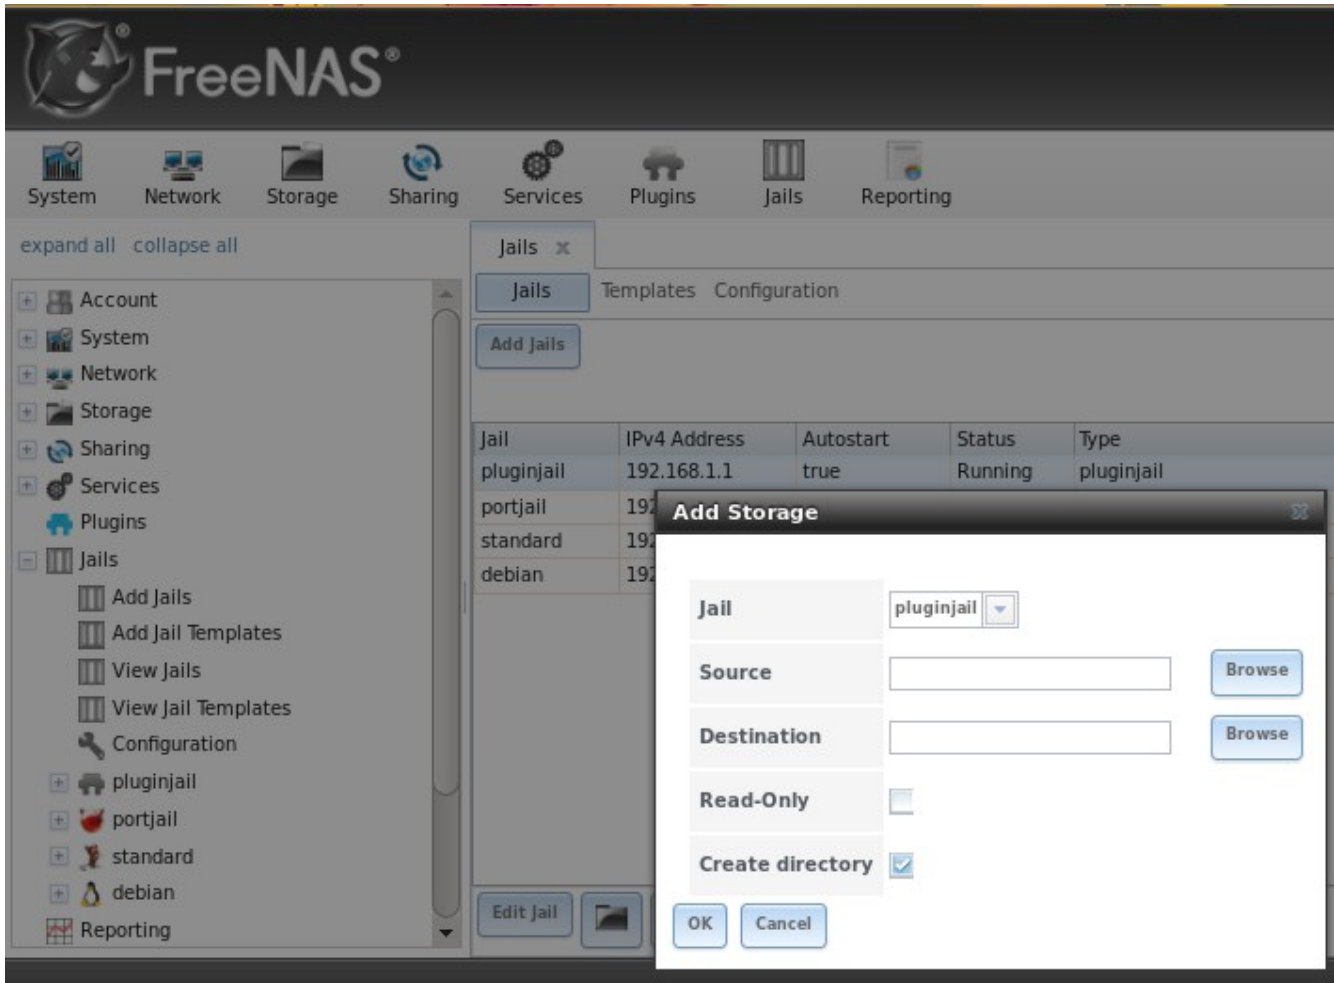 FreeNAS®
System Network Storage Sharing Services Plugins Jails Reporting
expand all collapse all
Account
System
Network
Storage
Sharing
Services
Plugins
Jails
Add Jails
Add Jail Templates
View Jails
View Jail Templates
Configuration
pluginjail
portjail
standard
debian
Reporting
Jails
Jails Templates Configuration
Add Jails
Jail IPv4 Address Autostart Status Type
pluginjail 192.168.1.1 true Running pluginjail
portjail 192
standard 192
debian 192
Edit Jail
Add Storage
Jail pluginjail
Source Browse
Destination Browse
Read-Only
Create directory
OK Cancel